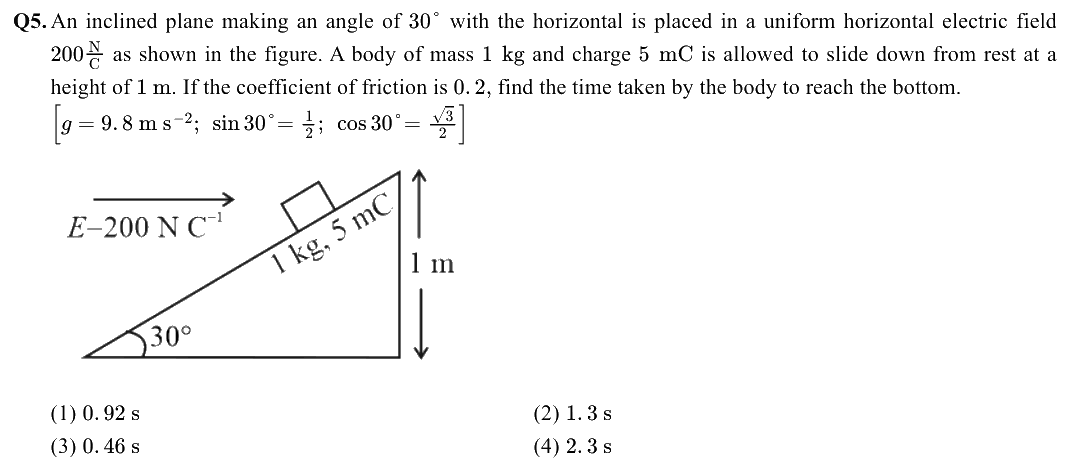 Q5. An inclined plane making an angle of 30° with the horizontal is placed in a uniform horizontal electric field
200 N/C as shown in the figure. A body of mass 1 kg and charge 5 mC is allowed to slide down from rest at a
height of 1 m. If the coefficient of friction is 0.2, find the time taken by the body to reach the bottom.
[g = 9.8 m s⁻²; sin 30° = 1/2; cos 30° = √3/2]
E–200 N C⁻¹
1 kg, 5 mC
1 m
30°
(1) 0.92 s
(2) 1.3 s
(3) 0.46 s
(4) 2.3 s